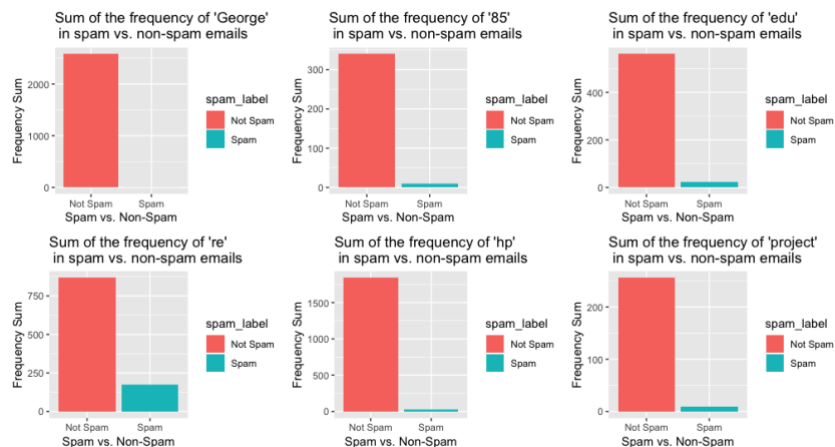 Sum of the frequency of 'George'
in spam vs. non-spam emails
Frequency Sum
2000
1000
0
Not Spam
Spam
Spam vs. Non-Spam
spam_label
Not Spam
Spam
Sum of the frequency of '85'
in spam vs. non-spam emails
Frequency Sum
300
200
100
0
Not Spam
Spam
Spam vs. Non-Spam
spam_label
Not Spam
Spam
Sum of the frequency of 'edu'
in spam vs. non-spam emails
Frequency Sum
400
200
0
Not Spam
Spam
Spam vs. Non-Spam
spam_label
Not Spam
Spam
Sum of the frequency of 're'
in spam vs. non-spam emails
Frequency Sum
750
500
250
0
Not Spam
Spam
Spam vs. Non-Spam
spam_label
Not Spam
Spam
Sum of the frequency of 'hp'
in spam vs. non-spam emails
Frequency Sum
1500
1000
500
0
Not Spam
Spam
Spam vs. Non-Spam
spam_label
Not Spam
Spam
Sum of the frequency of 'project'
in spam vs. non-spam emails
Frequency Sum
200
100
0
Not Spam
Spam
Spam vs. Non-Spam
spam_label
Not Spam
Spam